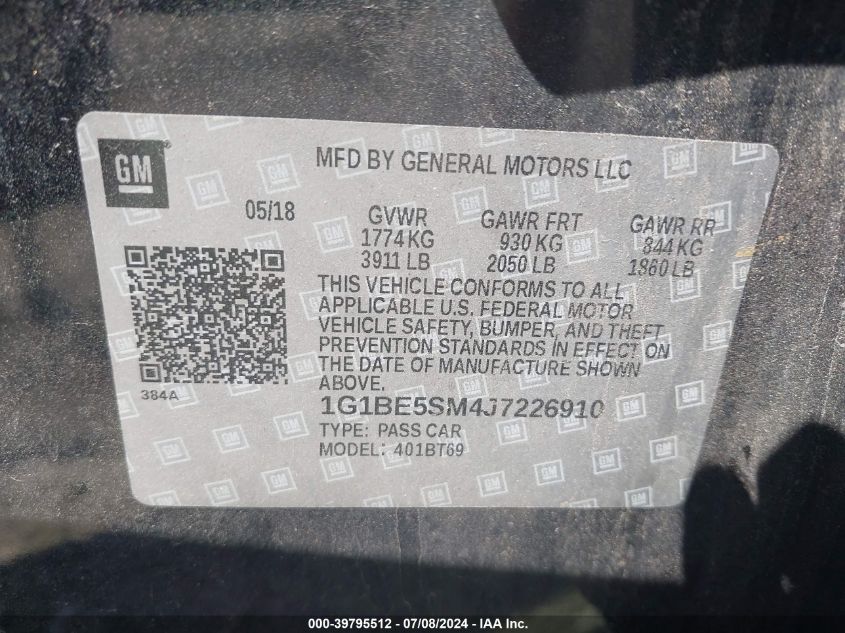 GM
MFD BY GENERAL MOTORS LLC
05/18
GVWR
1774 KG
3911 LB
GAWR FRT
930 KG
2050 LB
GAWR RR
844 KG
1860 LB
THIS VEHICLE CONFORMS TO ALL
APPLICABLE U.S. FEDERAL MOTOR
VEHICLE SAFETY, BUMPER, AND THEFT
PREVENTION STANDARDS IN EFFECT ON
THE DATE OF MANUFACTURE SHOWN
ABOVE.
384A
1G1BE5SM4J7226910
TYPE: PASS CAR
MODEL: 401BT69
000-39795512 - 07/08/2024 - IAA Inc.